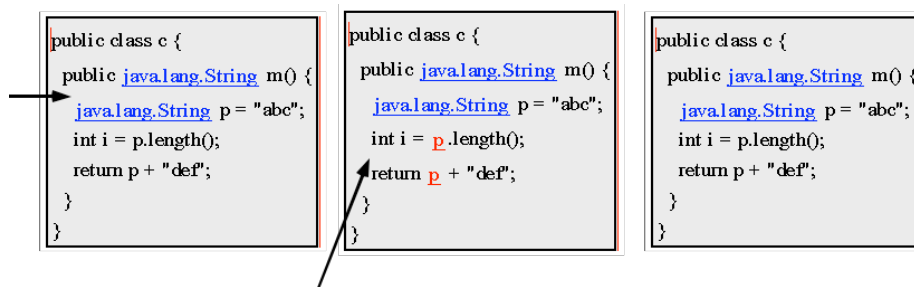 public class c {
public java.lang.String m() {
java.lang.String p = "abc";
int i = p.length();
return p + "def";
}
}
public class c {
public java.lang.String m() {
java.lang.String p = "abc";
int i = p.length();
return p + "def";
}
}
public class c {
public java.lang.String m() {
java.lang.String p = "abc";
int i = p.length();
return p + "def";
}
}